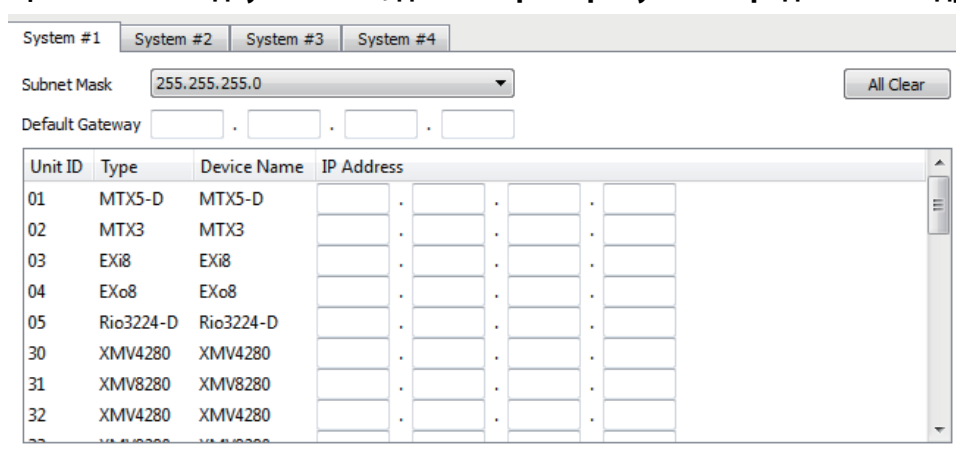 System #1 System #2 System #3 System #4
Subnet Mask 255.255.255.0 All Clear
Default Gateway . . .
Unit ID Type Device Name IP Address
01 MTX5-D MTX5-D . . .
02 MTX3 MTX3 . . .
03 EXi8 EXi8 . . .
04 EXo8 EXo8 . . .
05 Rio3224-D Rio3224-D . . .
30 XMV4280 XMV4280 . . .
31 XMV8280 XMV8280 . . .
32 XMV4280 XMV4280 . . .